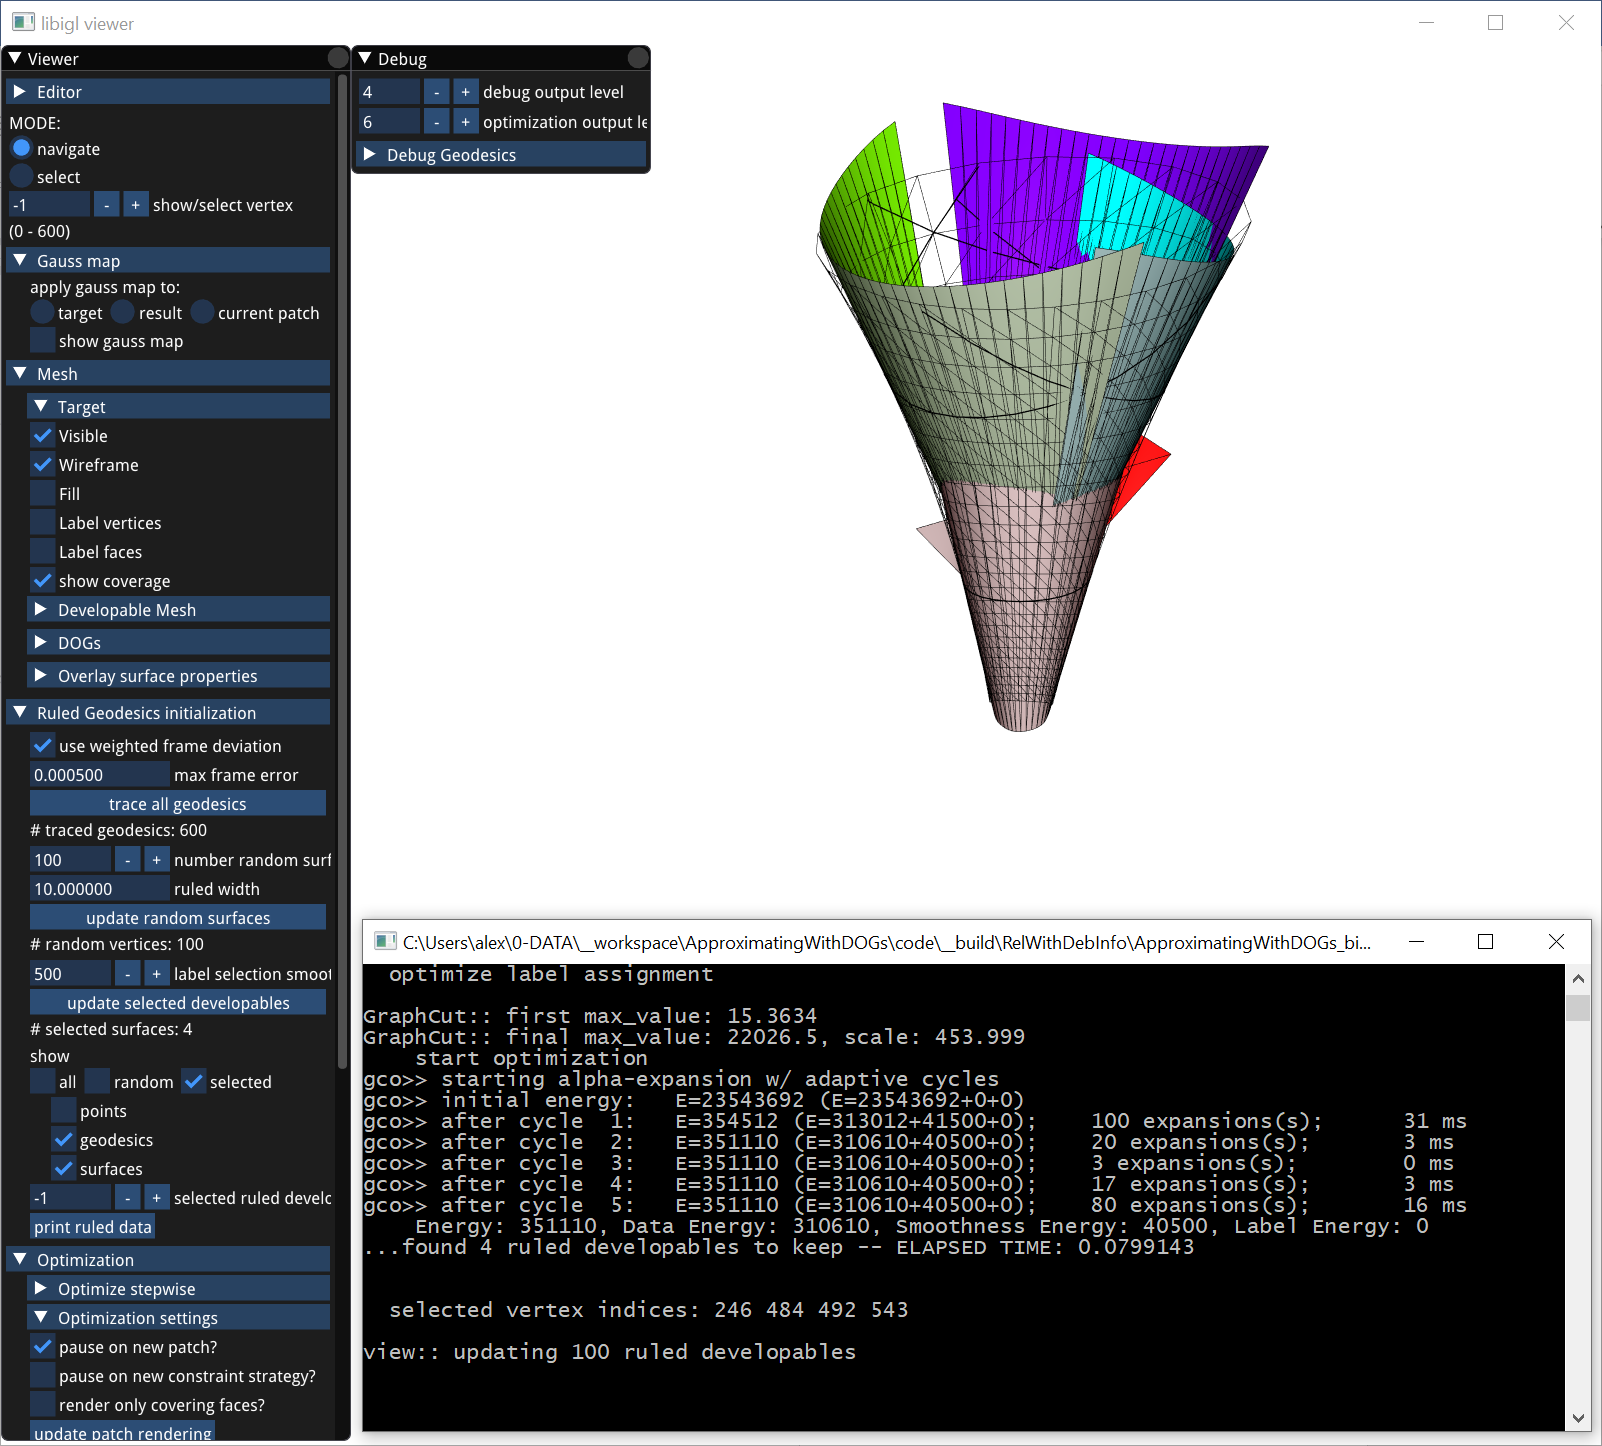 libigl viewer
Viewer
Editor
MODE:
navigate
select
-1 - + show/select vertex
(0 - 600)
Gauss map
apply gauss map to:
target result current patch
show gauss map
Mesh
Target
Visible
Wireframe
Fill
Label vertices
Label faces
show coverage
Developable Mesh
DOGs
Overlay surface properties
Ruled Geodesics initialization
use weighted frame deviation
0.000500 max frame error
trace all geodesics
# traced geodesics: 600
100 - + number random surf
10.000000 ruled width
update random surfaces
# random vertices: 100
500 - + label selection smoot
update selected developables
# selected surfaces: 4
show
all random selected
points
geodesics
surfaces
-1 - + selected ruled develo
print ruled data
Optimization
Optimize stepwise
Optimization settings
pause on new patch?
pause on new constraint strategy?
render only covering faces?
update patch rendering
Debug
4 - + debug output level
6 - + optimization output le
Debug Geodesics
C:\Users\alex\0-DATA\__workspace\ApproximatingWithDOGs\code\__build\RelWithDebInfo\ApproximatingWithDOGs_bi...
optimize label assignment
GraphCut:: first max_value: 15.3634
GraphCut:: final max_value: 22026.5, scale: 453.999
start optimization
gco>> starting alpha-expansion w/ adaptive cycles
gco>> initial energy: E=23543692 (E=23543692+0+0)
gco>> after cycle 1: E=354512 (E=313012+41500+0); 100 expansions(s); 31 ms
gco>> after cycle 2: E=351110 (E=310610+40500+0); 20 expansions(s); 3 ms
gco>> after cycle 3: E=351110 (E=310610+40500+0); 3 expansions(s); 0 ms
gco>> after cycle 4: E=351110 (E=310610+40500+0); 17 expansions(s); 3 ms
gco>> after cycle 5: E=351110 (E=310610+40500+0); 80 expansions(s); 16 ms
Energy: 351110, Data Energy: 310610, Smoothness Energy: 40500, Label Energy: 0
...found 4 ruled developables to keep -- ELAPSED TIME: 0.0799143
selected vertex indices: 246 484 492 543
view:: updating 100 ruled developables